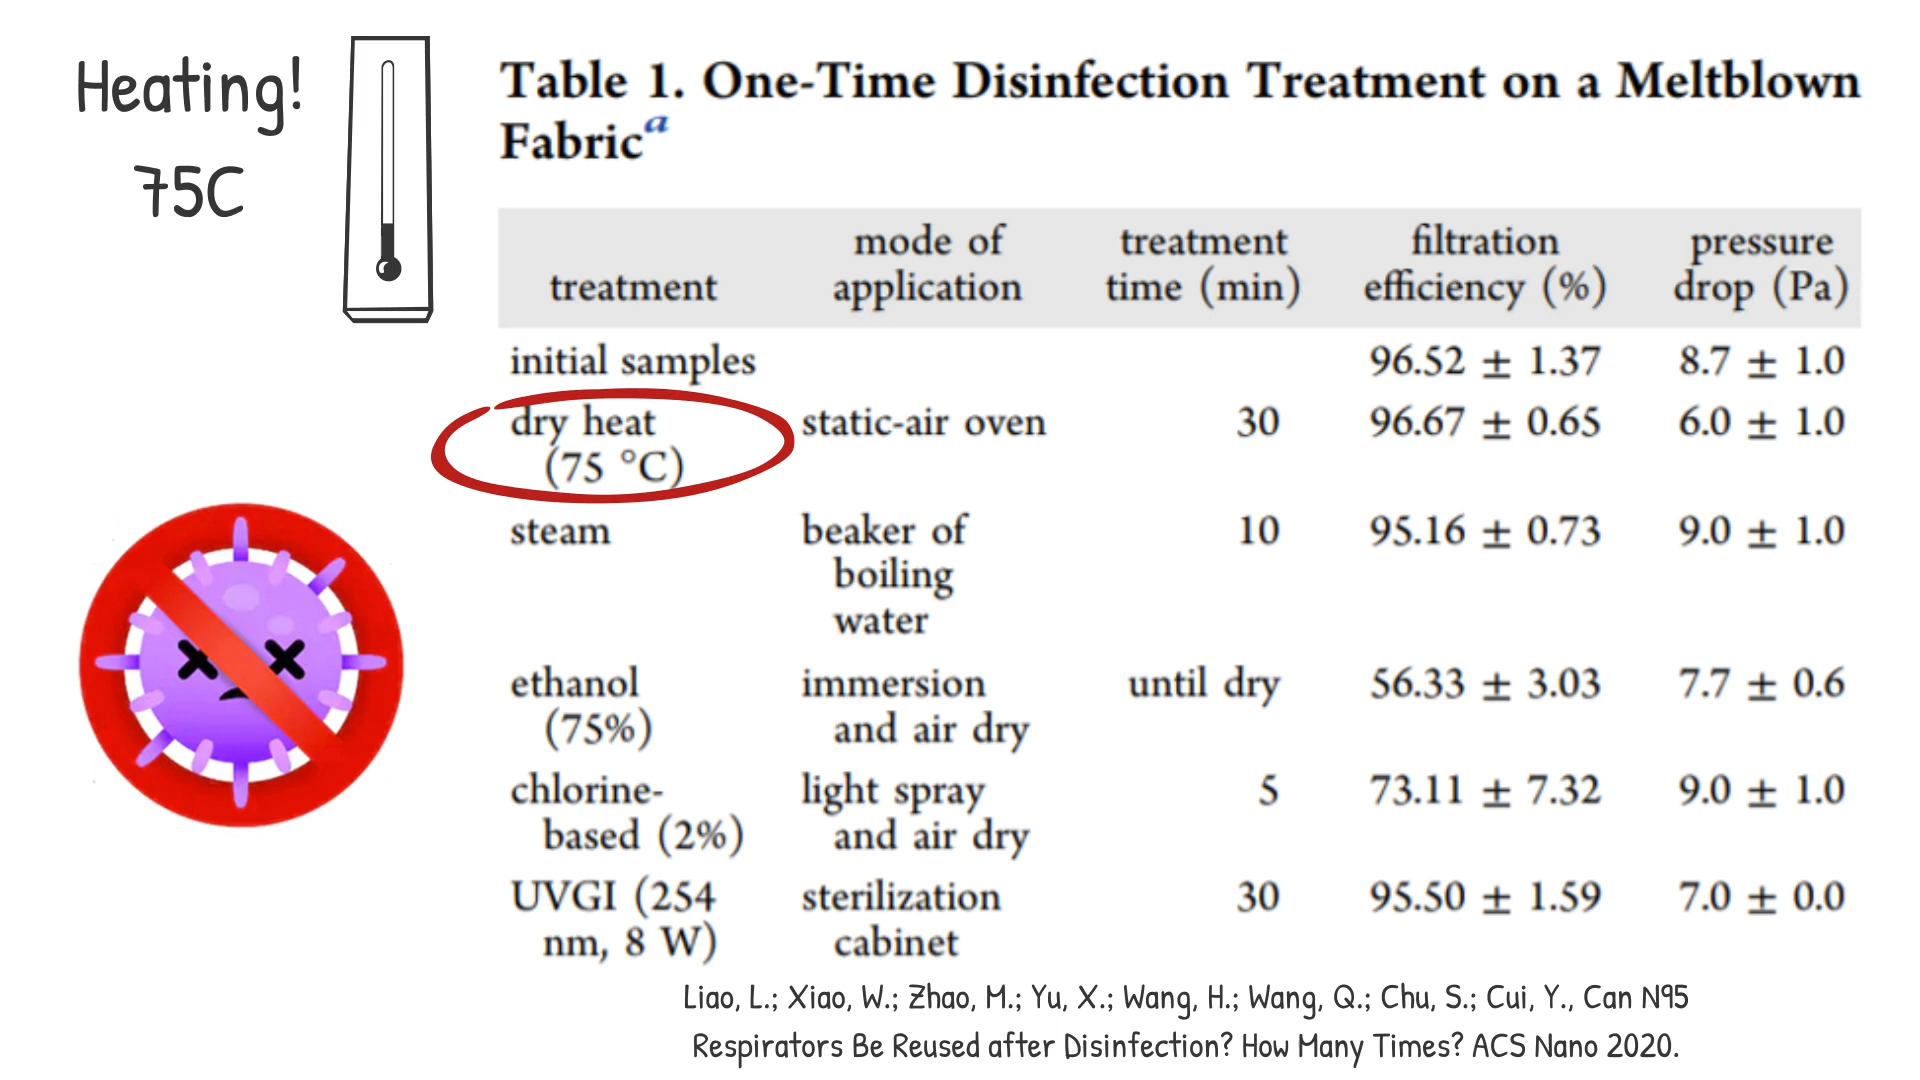 Heating!
75C
Table 1. One-Time Disinfection Treatment on a Meltblown
Fabric^a
treatment mode of application treatment time (min) filtration efficiency (%) pressure drop (Pa)
initial samples 96.52 ± 1.37 8.7 ± 1.0
dry heat (75 °C) static-air oven 30 96.67 ± 0.65 6.0 ± 1.0
steam beaker of boiling water 10 95.16 ± 0.73 9.0 ± 1.0
ethanol (75%) immersion and air dry until dry 56.33 ± 3.03 7.7 ± 0.6
chlorine-based (2%) light spray and air dry 5 73.11 ± 7.32 9.0 ± 1.0
UVGI (254 nm, 8 W) sterilization cabinet 30 95.50 ± 1.59 7.0 ± 0.0
Liao, L.; Xiao, W.; Zhao, M.; Yu, X.; Wang, H.; Wang, Q.; Chu, S.; Cui, Y., Can N95
Respirators Be Reused after Disinfection? How Many Times? ACS Nano 2020.